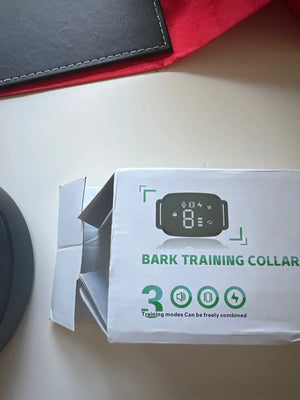 8
BARK TRAINING COLLAR
3
Training modes Can be freely combined